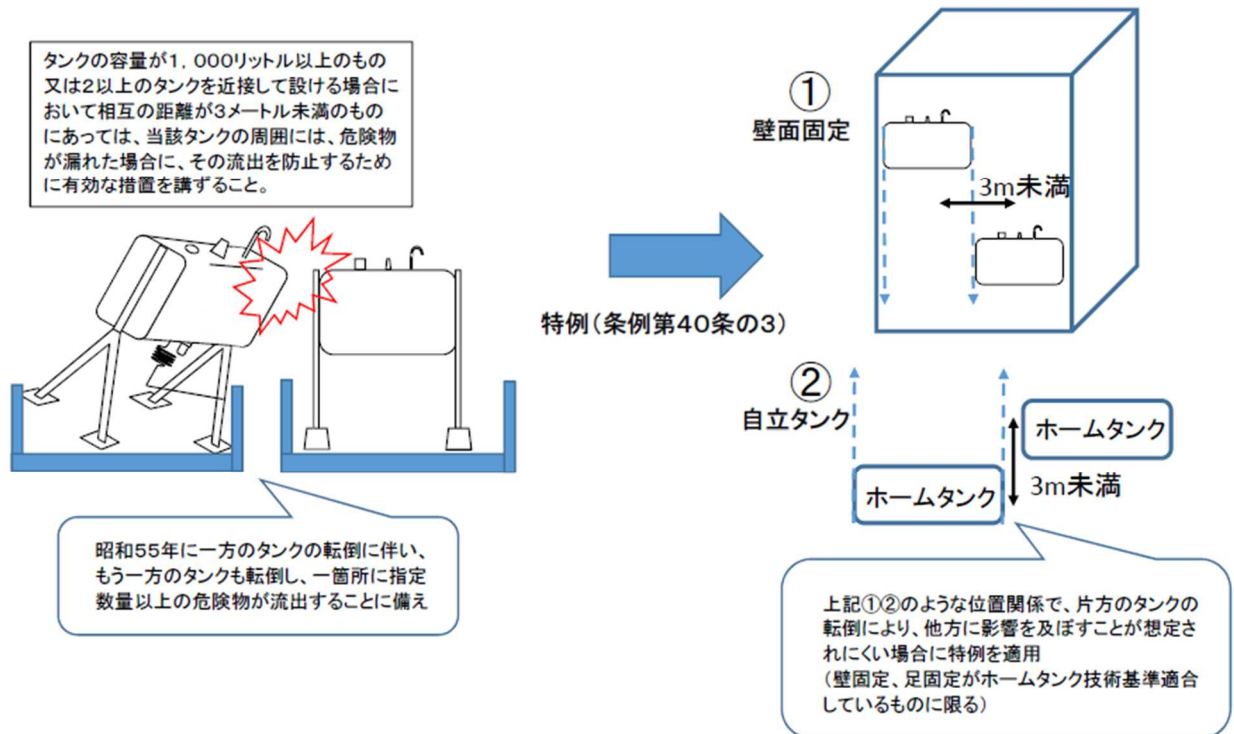 タンクの容量が1,000リットル以上のもの
又は2以上のタンクを近接して設ける場合に
おいて相互の距離が3メートル未満のもの
にあっては、当該タンクの周囲には、危険物
が漏れた場合に、その流出を防止するため
に有効な措置を講ずること。
昭和55年に一方のタンクの転倒に伴い、
もう一方のタンクも転倒し、一箇所に指定
数量以上の危険物が流出することに備え
特例(条例第40条の3)
①
壁面固定
3m未満
②
自立タンク
ホームタンク
ホームタンク
3m未満
上記①②のような位置関係で、片方のタンクの
転倒により、他方に影響を及ぼすことが想定さ
れにくい場合に特例を適用
(壁固定、足固定がホームタンク技術基準適合
しているものに限る)